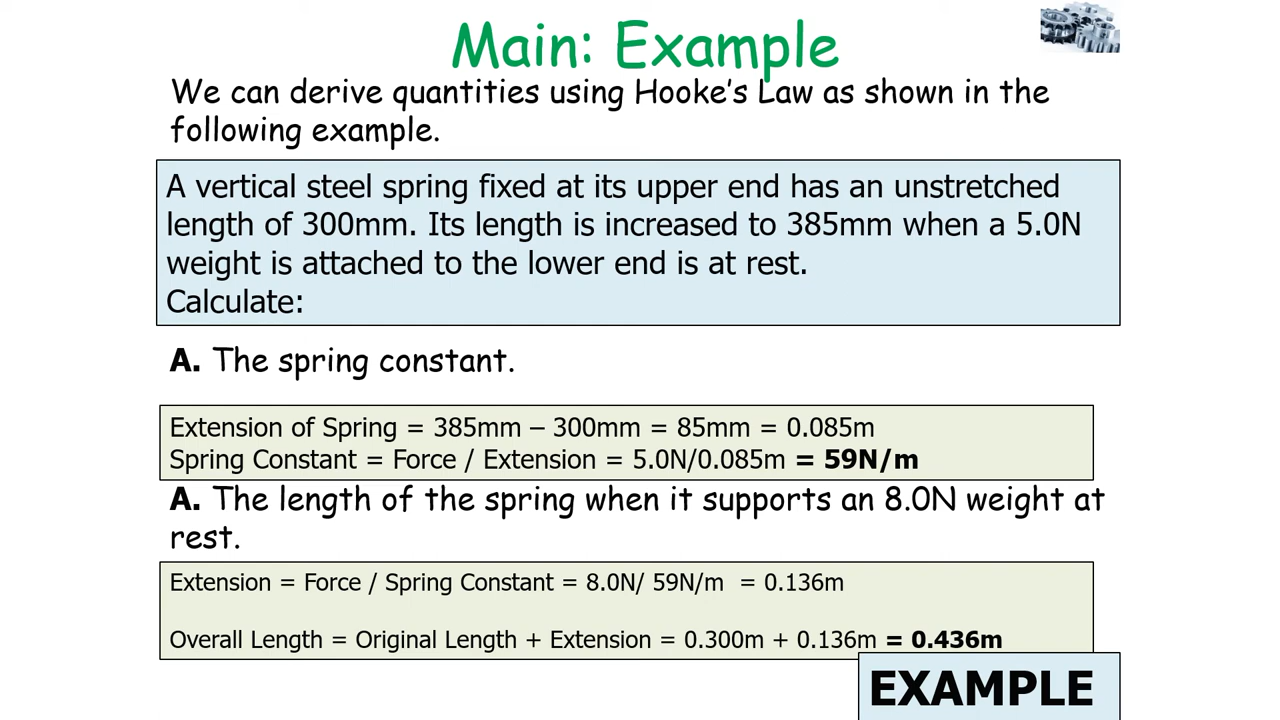 Main: Example
We can derive quantities using Hooke's Law as shown in the
following example.
A vertical steel spring fixed at its upper end has an unstretched
length of 300mm. Its length is increased to 385mm when a 5.0N
weight is attached to the lower end is at rest.
Calculate:
A. The spring constant.
Extension of Spring = 385mm – 300mm = 85mm = 0.085m
Spring Constant = Force / Extension = 5.0N/0.085m = 59N/m
A. The length of the spring when it supports an 8.0N weight at
rest.
Extension = Force / Spring Constant = 8.0N/ 59N/m = 0.136m
Overall Length = Original Length + Extension = 0.300m + 0.136m = 0.436m
EXAMPLE